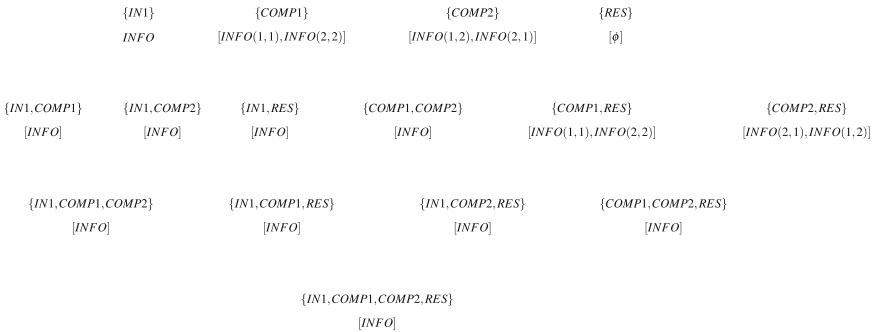 {IN1} {COMP1} {COMP2} {RES}
INFO [INFO(1,1),INFO(2,2)] [INFO(1,2),INFO(2,1)] [ϕ]
{IN1,COMP1} {IN1,COMP2} {IN1,RES} {COMP1,COMP2} {COMP1,RES} {COMP2,RES}
[INFO] [INFO] [INFO] [INFO] [INFO(1,1),INFO(2,2)] [INFO(2,1),INFO(1,2)]
{IN1,COMP1,COMP2} {IN1,COMP1,RES} {IN1,COMP2,RES} {COMP1,COMP2,RES}
[INFO] [INFO] [INFO] [INFO]
{IN1,COMP1,COMP2,RES}
[INFO]